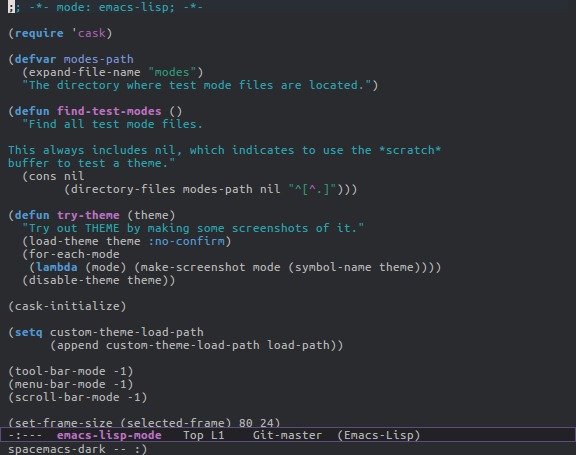 ;; -*- mode: emacs-lisp; -*-

(require 'cask)

(defvar modes-path
  (expand-file-name "modes")
  "The directory where test mode files are located.")

(defun find-test-modes ()
  "Find all test mode files.

This always includes nil, which indicates to use the *scratch*
buffer to test a theme."
  (cons nil
        (directory-files modes-path nil "^[^.]")))

(defun try-theme (theme)
  "Try out THEME by making some screenshots of it."
  (load-theme theme :no-confirm)
  (for-each-mode
   (lambda (mode) (make-screenshot mode (symbol-name theme))))
  (disable-theme theme))

(cask-initialize)

(setq custom-theme-load-path
      (append custom-theme-load-path load-path))

(tool-bar-mode -1)
(menu-bar-mode -1)
(scroll-bar-mode -1)

(set-frame-size (selected-frame) 80 24)
-:---  emacs-lisp-mode   Top L1    Git-master  (Emacs-Lisp)
spacemacs-dark -- :)